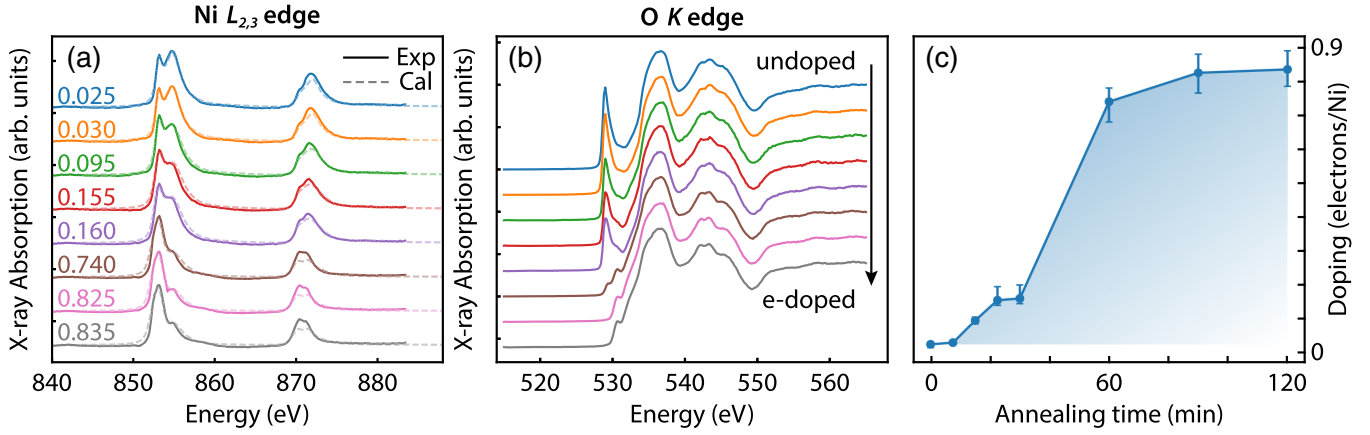 Ni L2,3 edge
O K edge
(a)
Exp
Cal
0.025
0.030
0.095
0.155
0.160
0.740
0.825
0.835
X-ray Absorption (arb. units)
840 850 860 870 880
Energy (eV)
(b)
undoped
e-doped
X-ray Absorption (arb. units)
520 530 540 550 560
Energy (eV)
(c)
0.9
0
Doping (electrons/Ni)
0 60 120
Annealing time (min)